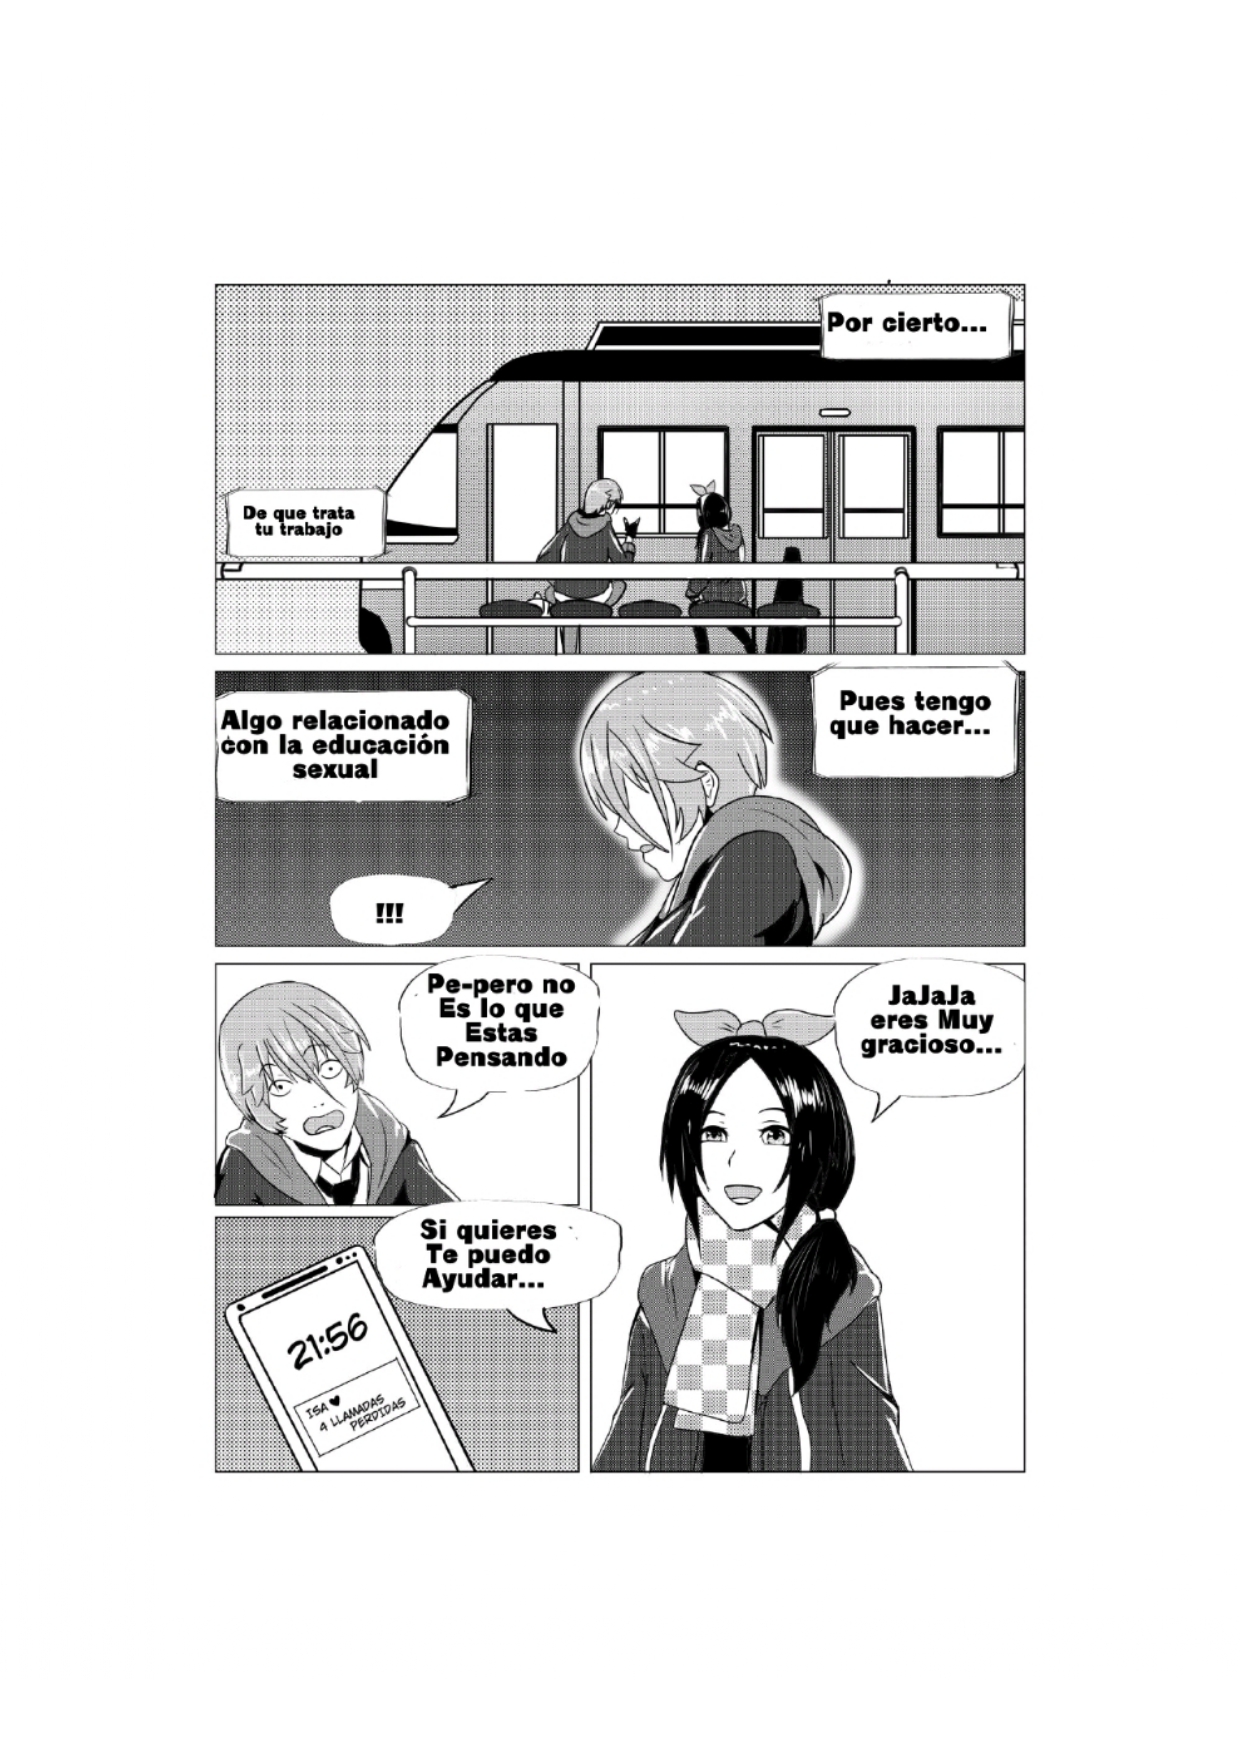 Por cierto...
De que trata
tu trabajo
Pues tengo
que hacer...
Algo relacionado
con la educación
sexual
!!!
Pe-pero no
Es lo que
Estas
Pensando
JaJaJa
eres Muy
gracioso...
Si quieres
Te puedo
Ayudar...
21:56
ISA ♥
4 LLAMADAS
PERDIDAS